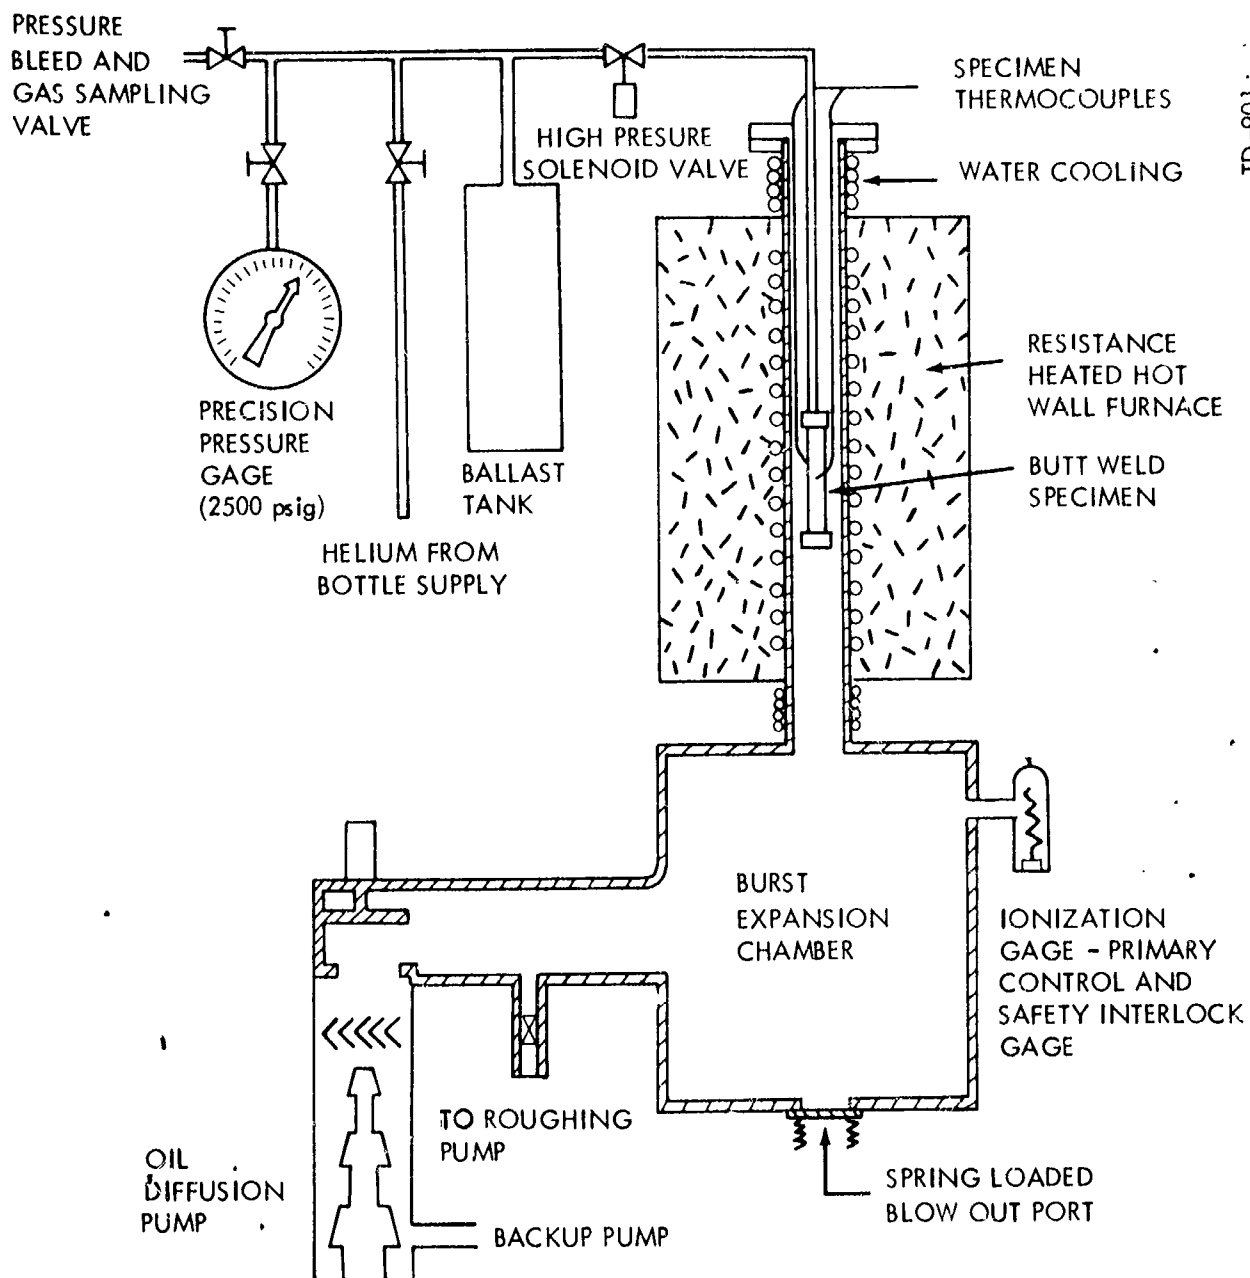 PRESSURE
BLEED AND
GAS SAMPLING
VALVE
HIGH PRESURE
SOLENOID VALVE
SPECIMEN
THERMOCOUPLES
WATER COOLING
PRECISION
PRESSURE
GAGE
(2500 psig)
BALLAST
TANK
HELIUM FROM
BOTTLE SUPPLY
RESISTANCE
HEATED HOT
WALL FURNACE
BUTT WELD
SPECIMEN
BURST
EXPANSION
CHAMBER
IONIZATION
GAGE - PRIMARY
CONTROL AND
SAFETY INTERLOCK
GAGE
TO ROUGHING
PUMP
OIL
DIFFUSION
PUMP
BACKUP PUMP
SPRING LOADED
BLOW OUT PORT